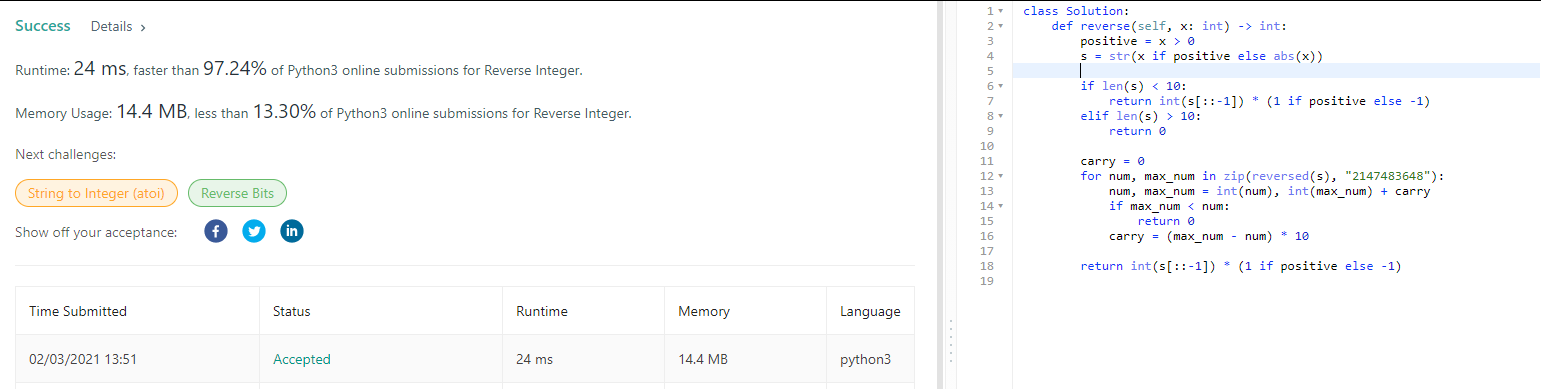 Success Details >
Runtime: 24 ms, faster than 97.24% of Python3 online submissions for Reverse Integer.
Memory Usage: 14.4 MB, less than 13.30% of Python3 online submissions for Reverse Integer.
Next challenges:
String to Integer (atoi) Reverse Bits
Show off your acceptance:
Time Submitted Status Runtime Memory Language
02/03/2021 13:51 Accepted 24 ms 14.4 MB python3
1 class Solution:
2     def reverse(self, x: int) -> int:
3         positive = x > 0
4         s = str(x if positive else abs(x))
5
6         if len(s) < 10:
7             return int(s[::-1]) * (1 if positive else -1)
8         elif len(s) > 10:
9             return 0
10
11         carry = 0
12         for num, max_num in zip(reversed(s), "2147483648"):
13             num, max_num = int(num), int(max_num) + carry
14             if max_num < num:
15                 return 0
16             carry = (max_num - num) * 10
17
18         return int(s[::-1]) * (1 if positive else -1)
19